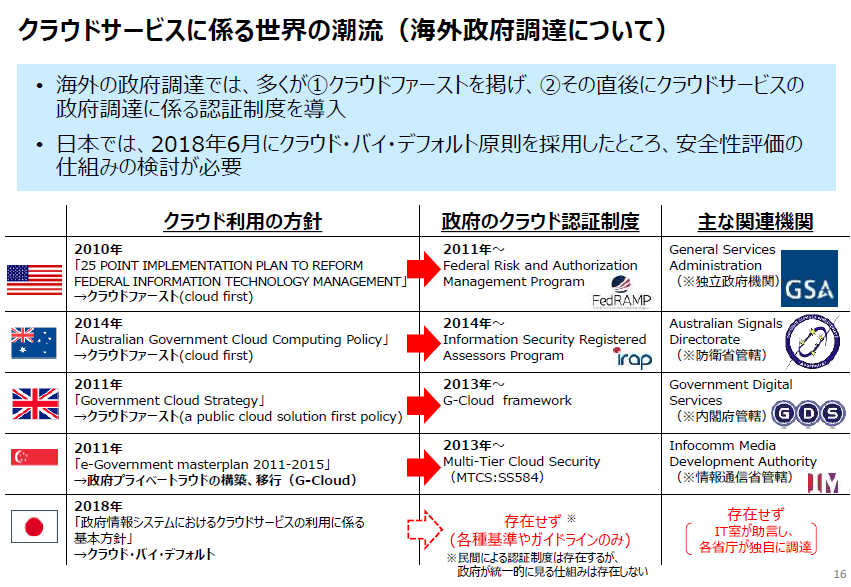 クラウドサービスに係る世界の潮流（海外政府調達について）
• 海外の政府調達では、多くが①クラウドファーストを掲げ、②その直後にクラウドサービスの
政府調達に係る認証制度を導入
• 日本では、2018年6月にクラウド・バイ・デフォルト原則を採用したところ、安全性評価の
仕組みの検討が必要
クラウド利用の方針
政府のクラウド認証制度
主な関連機関
2010年
「25 POINT IMPLEMENTATION PLAN TO REFORM
FEDERAL INFORMATION TECHNOLOGY MANAGEMENT」
→クラウドファースト(cloud first)
2011年～
Federal Risk and Authorization
Management Program
FedRAMP
General Services
Administration
（※独立政府機関）
GSA
2014年
「Australian Government Cloud Computing Policy」
→クラウドファースト(cloud first)
2014年～
Information Security Registered
Assessors Program
irap
Australian Signals
Directorate
（※防衛省管轄）
2011年
「Government Cloud Strategy」
→クラウドファースト(a public cloud solution first policy)
2013年～
G-Cloud framework
Government Digital
Services
（※内閣府管轄）
GDS
2011年
「e-Government masterplan 2011-2015」
→政府プライベートラウドの構築、移行（G-Cloud）
2013年～
Multi-Tier Cloud Security
（MTCS:SS584）
Infocomm Media
Development Authority
（※情報通信省管轄）
IM
2018年
「政府情報システムにおけるクラウドサービスの利用に係る
基本方針」
→クラウド・バイ・デフォルト
存在せず ※
(各種基準やガイドラインのみ)
※民間による認証制度は存在するが、
政府が統一的に見る仕組みは存在しない
存在せず
IT室が助言し、
各省庁が独自に調達
16